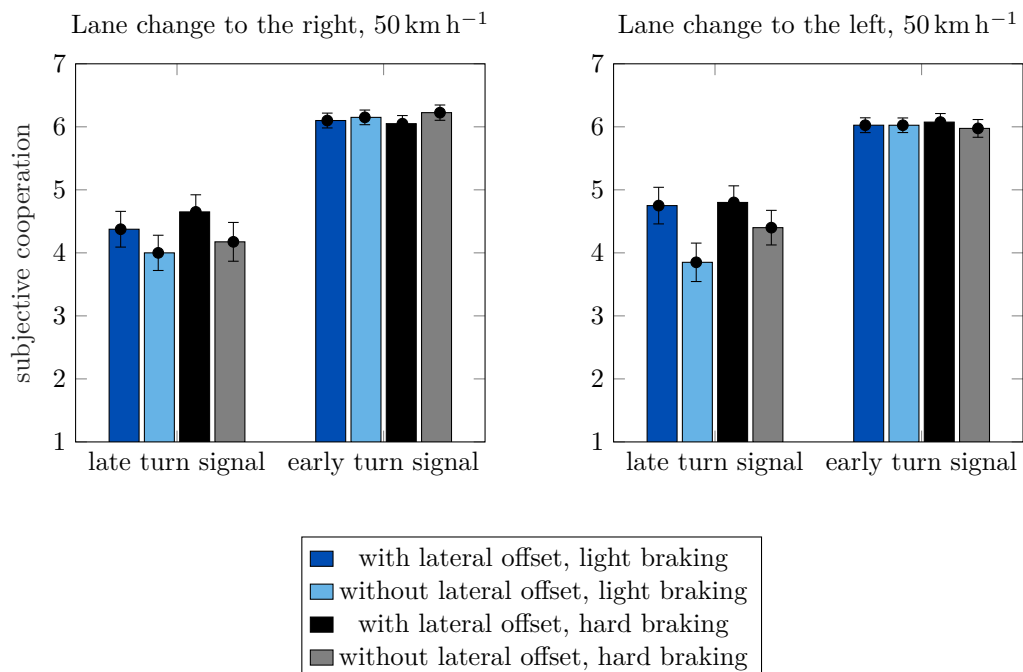 Lane change to the right, 50 km h⁻¹
7
6
5
4
3
2
1
subjective cooperation
late turn signal early turn signal
Lane change to the left, 50 km h⁻¹
7
6
5
4
3
2
1
late turn signal early turn signal
with lateral offset, light braking
without lateral offset, light braking
with lateral offset, hard braking
without lateral offset, hard braking